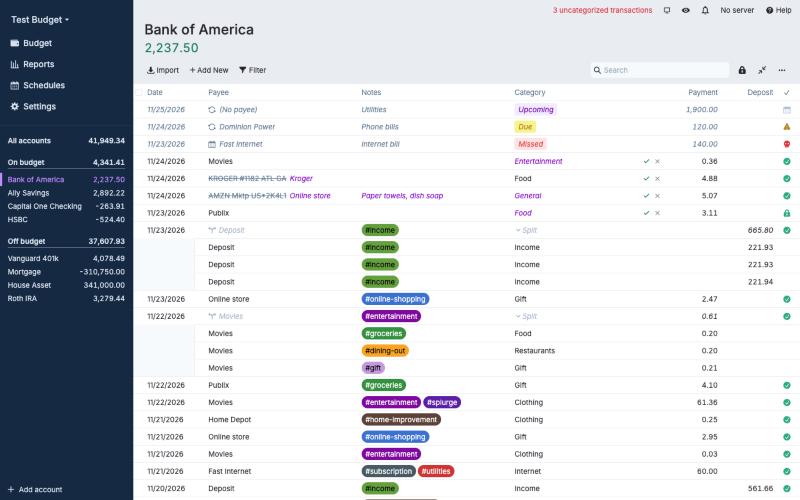 Test Budget
Budget
Reports
Schedules
Settings
All accounts 41,949.34
On budget 4,341.41
Bank of America 2,237.50
Ally Savings 2,892.22
Capital One Checking -263.91
HSBC -524.40
Off budget 37,607.93
Vanguard 401k 4,078.49
Mortgage -310,750.00
House Asset 341,000.00
Roth IRA 3,279.44
+ Add account
3 uncategorized transactions No server Help
Bank of America
2,237.50
Import + Add New Filter Search
Date Payee Notes Category Payment Deposit
11/25/2026 (No payee) Utilities Upcoming 1,900.00
11/24/2026 Dominion Power Phone bills Due 120.00
11/23/2026 Fast Internet Internet bill Missed 140.00
11/24/2026 Movies Entertainment 0.36
11/24/2026 KROGER #1182 ATL GA Kroger Food 4.88
11/24/2026 AMZN Mktp US*2K4L1 Online store Paper towels, dish soap General 5.07
11/23/2026 Publix Food 3.11
11/23/2026 Deposit #income Split 665.80
Deposit #income Income 221.93
Deposit #income Income 221.93
Deposit #income Income 221.94
11/23/2026 Online store #online-shopping Gift 2.47
11/22/2026 Movies #entertainment Split 0.61
Movies #groceries Food 0.20
Movies #dining-out Restaurants 0.20
Movies #gift Gift 0.21
11/22/2026 Publix #groceries Gift 4.10
11/22/2026 Movies #entertainment #splurge Clothing 61.36
11/21/2026 Home Depot #home-improvement Clothing 0.25
11/21/2026 Online store #online-shopping Gift 2.95
11/21/2026 Movies #entertainment Clothing 0.03
11/21/2026 Fast Internet #subscription #utilities Internet 60.00
11/20/2026 Deposit #income Income 561.66